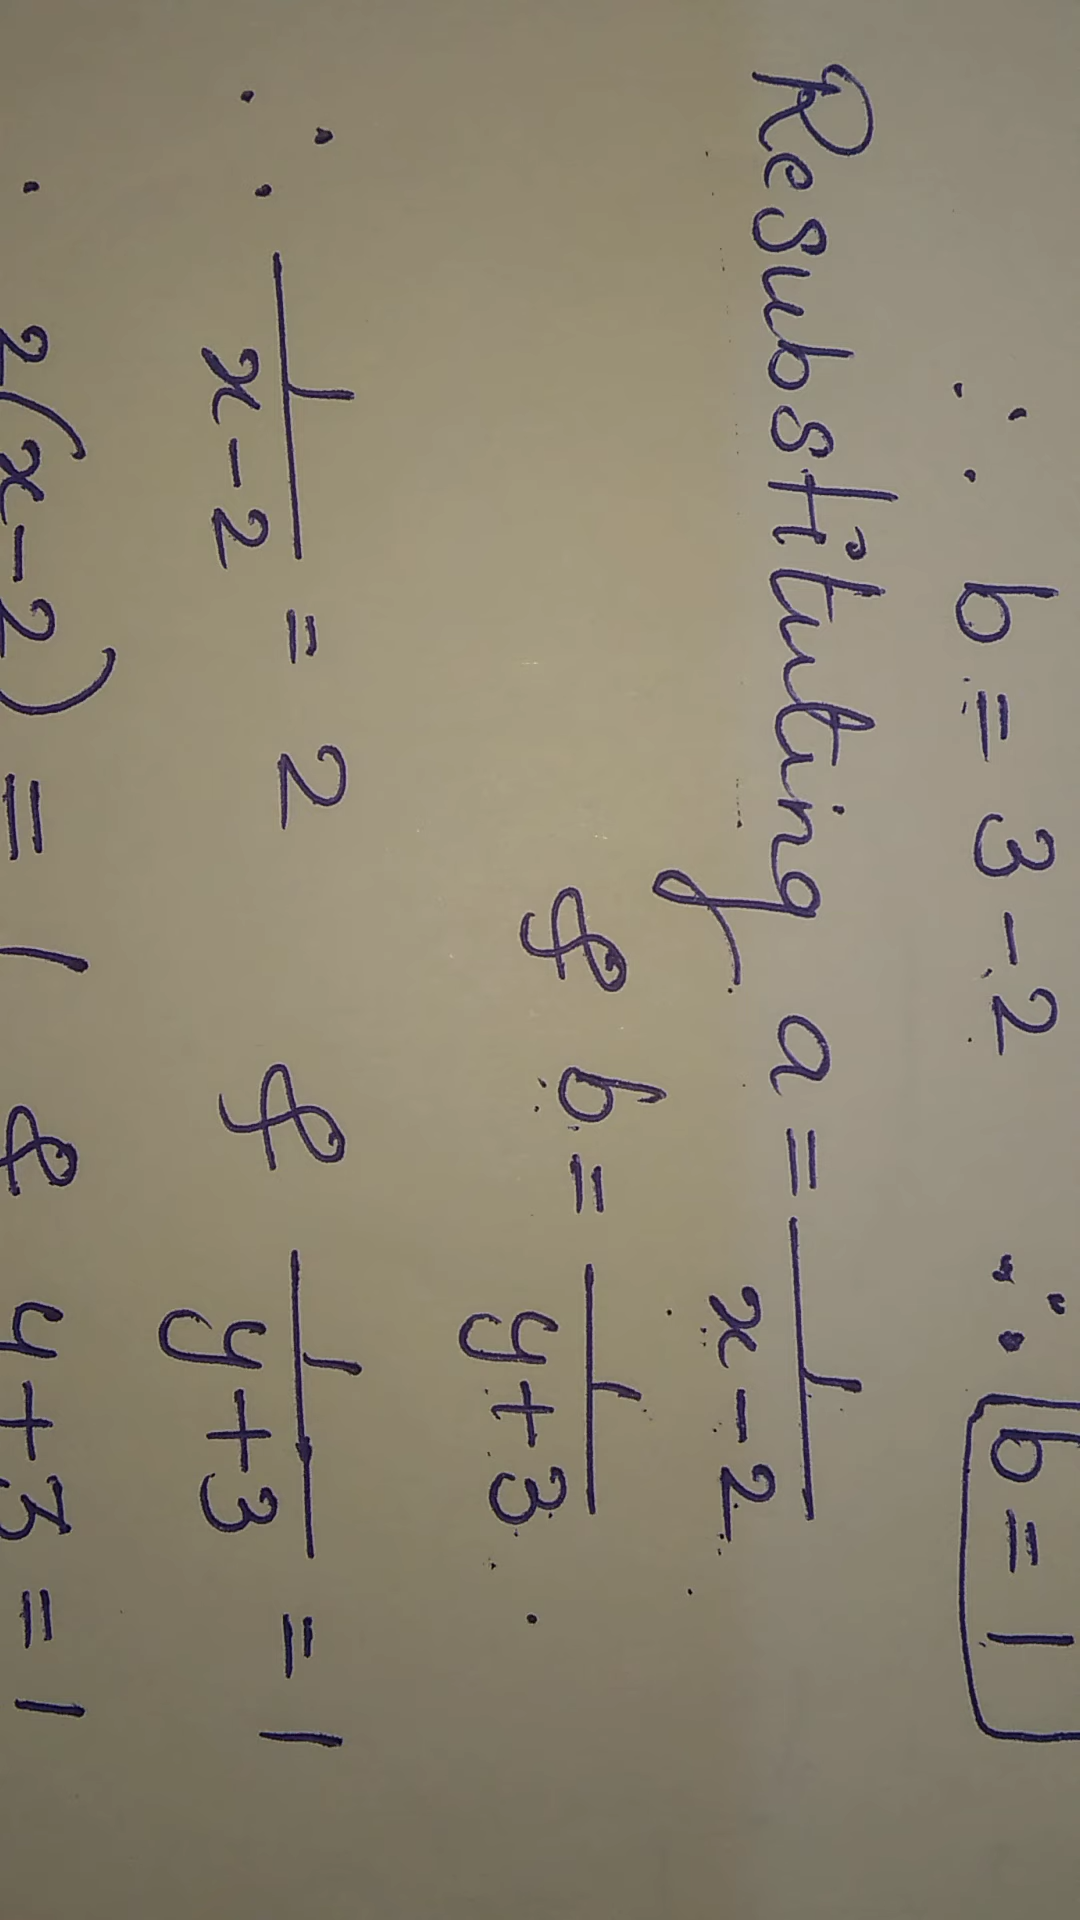 ∴ b = 3 - 2 ∴ b = 1
Resubstituting a = 1/(x - 2)
& b = 1/(y + 3)
∴ 1/(x - 2) = 2 & 1/(y + 3) = 1
∴ 2(x - 2) = 1 & y + 3 = 1